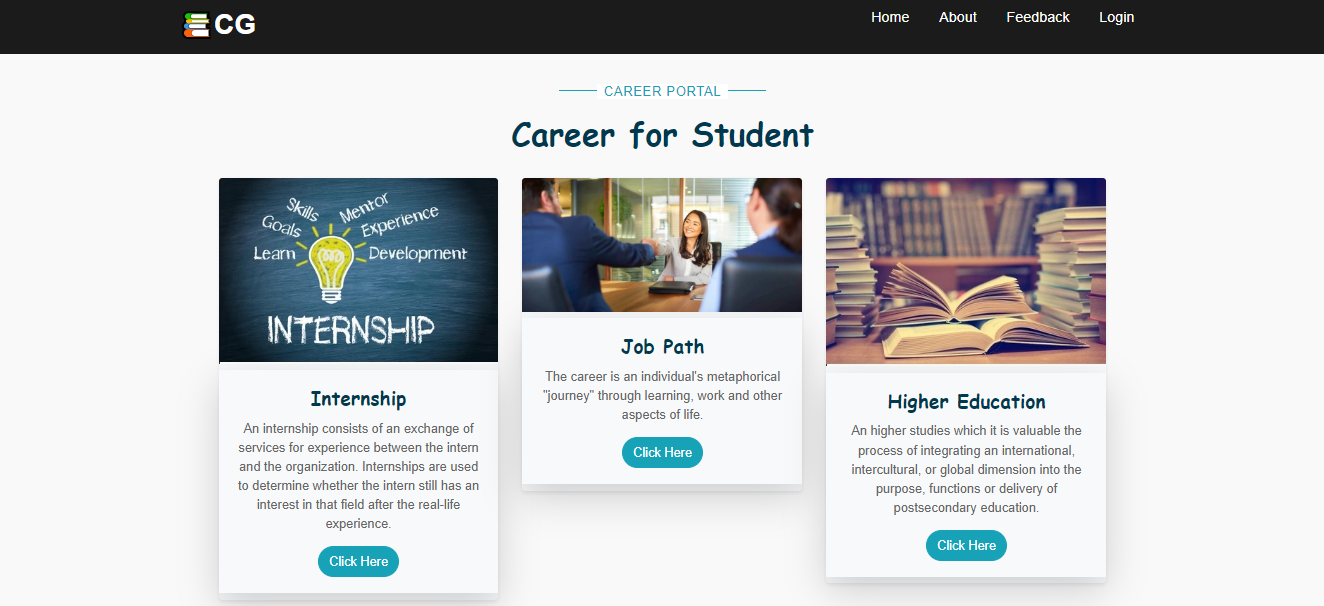 CG
Home About Feedback Login
CAREER PORTAL
Career for Student
Skills
Mentor
Goals
Experience
Learn
Development
INTERNSHIP
Internship
An internship consists of an exchange of
services for experience between the intern
and the organization. Internships are used
to determine whether the intern still has an
interest in that field after the real-life
experience.
Click Here
Job Path
The career is an individual's metaphorical
"journey" through learning, work and other
aspects of life.
Click Here
Higher Education
An higher studies which it is valuable the
process of integrating an international,
intercultural, or global dimension into the
purpose, functions or delivery of
postsecondary education.
Click Here